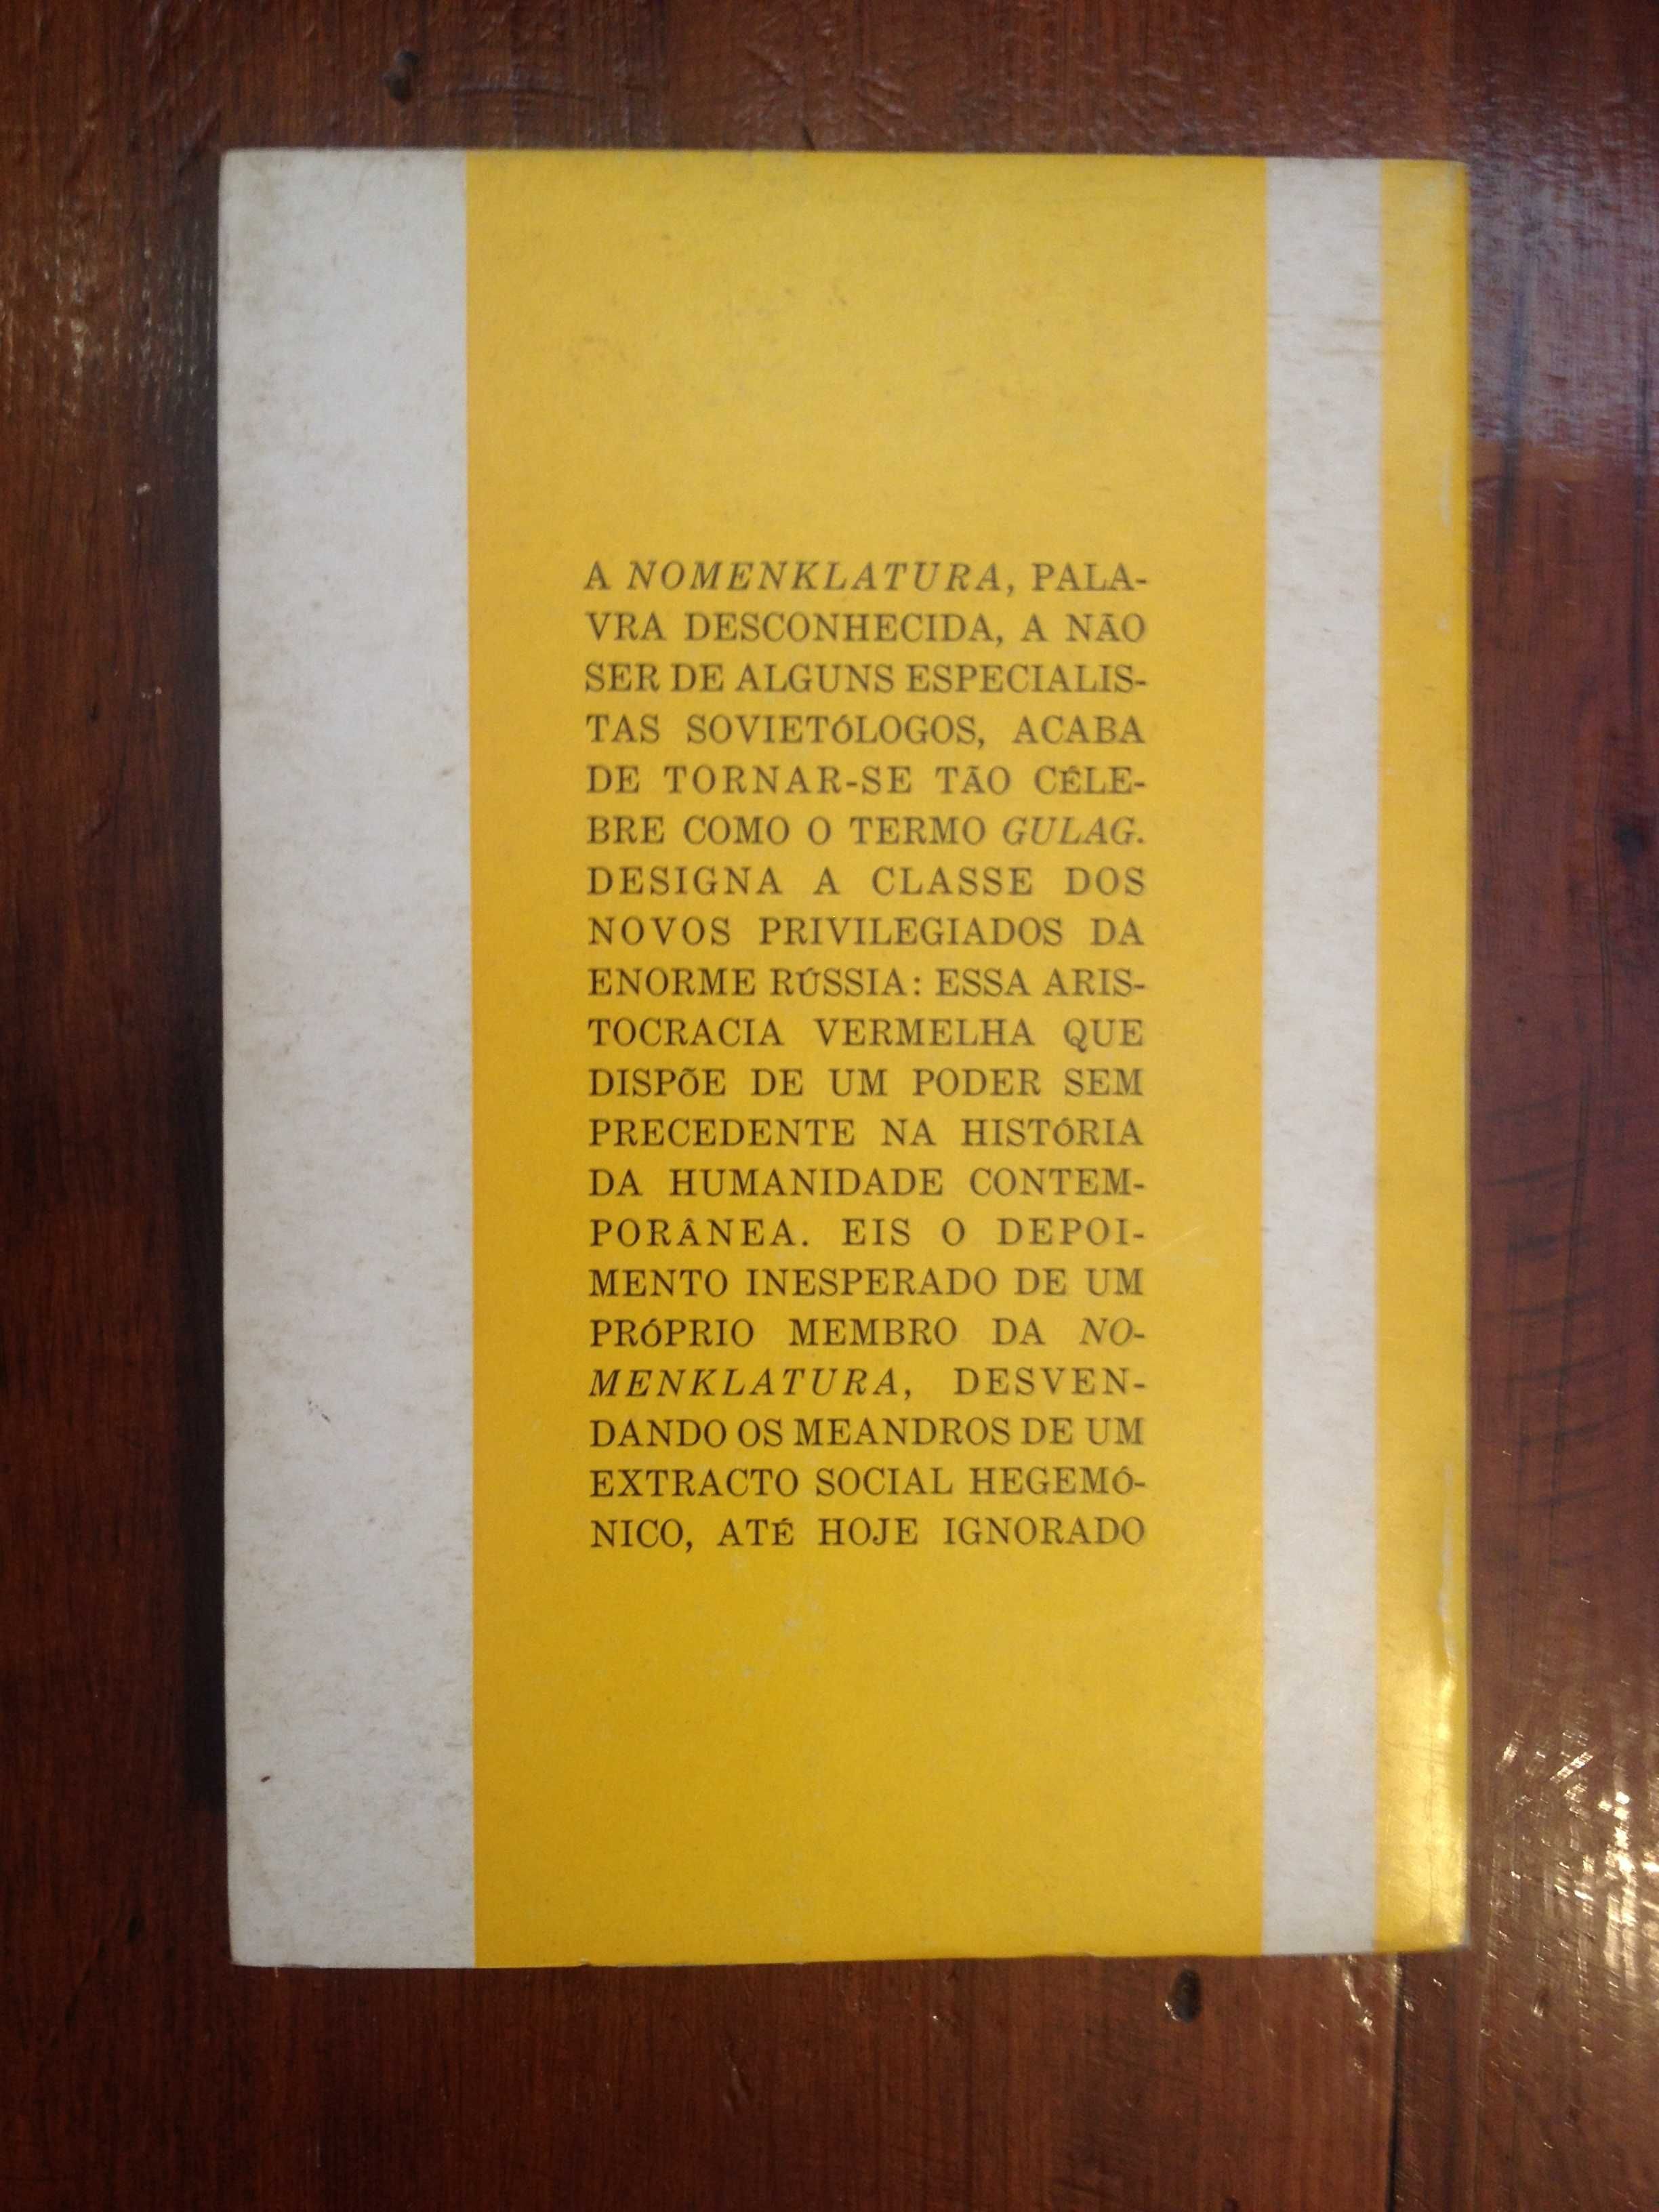 A NOMENKLATURA, PALA-
VRA DESCONHECIDA, A NÃO
SER DE ALGUNS ESPECIALIS-
TAS SOVIETÓLOGOS, ACABA
DE TORNAR-SE TÃO CÉLE-
BRE COMO O TERMO GULAG.
DESIGNA A CLASSE DOS
NOVOS PRIVILEGIADOS DA
ENORME RÚSSIA: ESSA ARIS-
TOCRACIA VERMELHA QUE
DISPÕE DE UM PODER SEM
PRECEDENTE NA HISTÓRIA
DA HUMANIDADE CONTEM-
PORÂNEA. EIS O DEPOI-
MENTO INESPERADO DE UM
PRÓPRIO MEMBRO DA NO-
MENKLATURA, DESVEN-
DANDO OS MEANDROS DE UM
EXTRACTO SOCIAL HEGEMÓ-
NICO, ATÉ HOJE IGNORADO